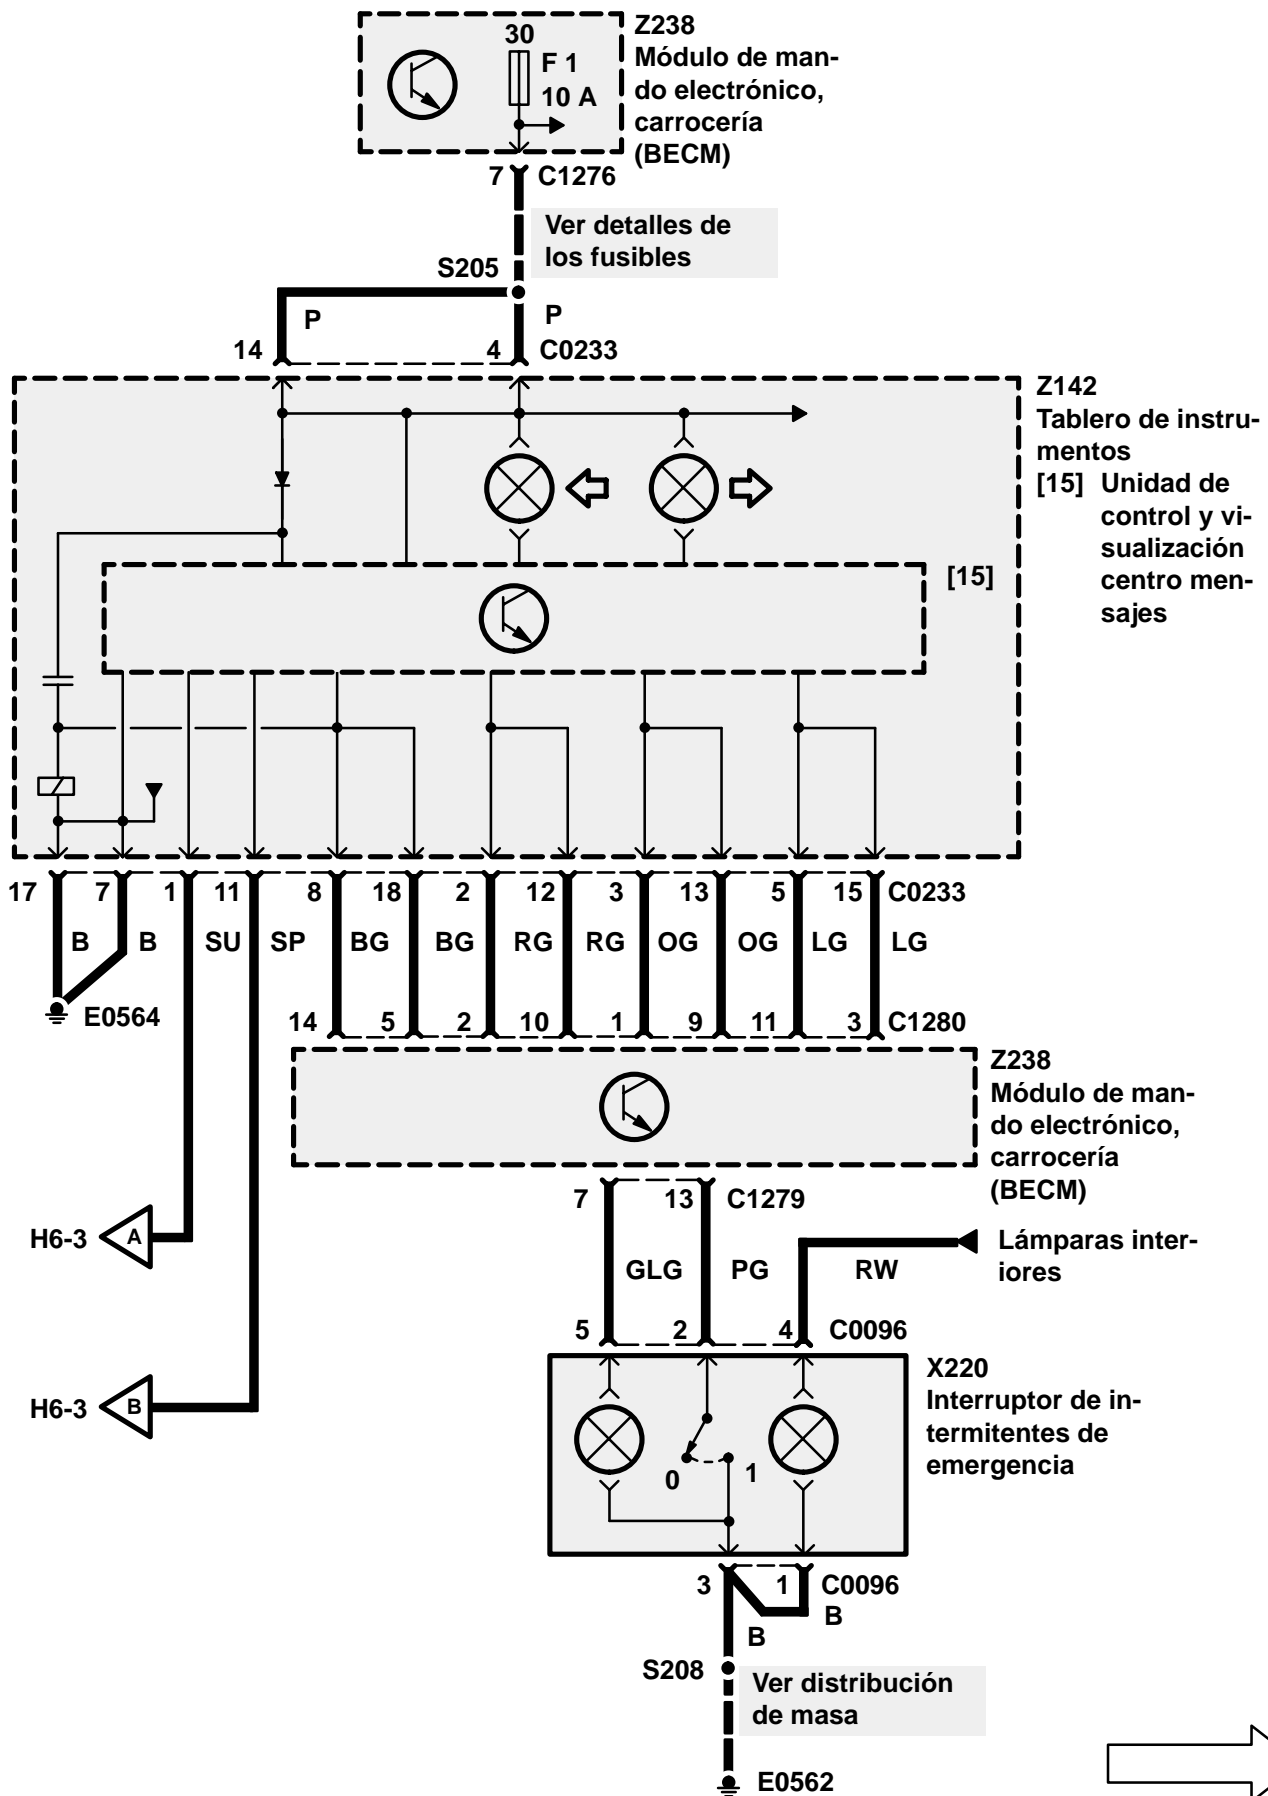 Z238
Módulo de man-
do electrónico,
carrocería
(BECM)
30
F 1
10 A
7 C1276
Ver detalles de
los fusibles
S205
P P
14 4 C0233
Z142
Tablero de instru-
mentos
[15] Unidad de
control y vi-
sualización
centro men-
sajes
[15]
17 7 1 11 8 18 2 12 3 13 5 15 C0233
B B SU SP BG BG RG RG OG OG LG LG
E0564
14 5 2 10 1 9 11 3 C1280
Z238
Módulo de man-
do electrónico,
carrocería
(BECM)
7 13 C1279
H6-3 A
Lámparas inter-
iores
GLG PG RW
5 2 4 C0096
H6-3 B
X220
Interruptor de in-
termitentes de
emergencia
0 1
3 1 C0096
B
B
S208
Ver distribución
de masa
E0562